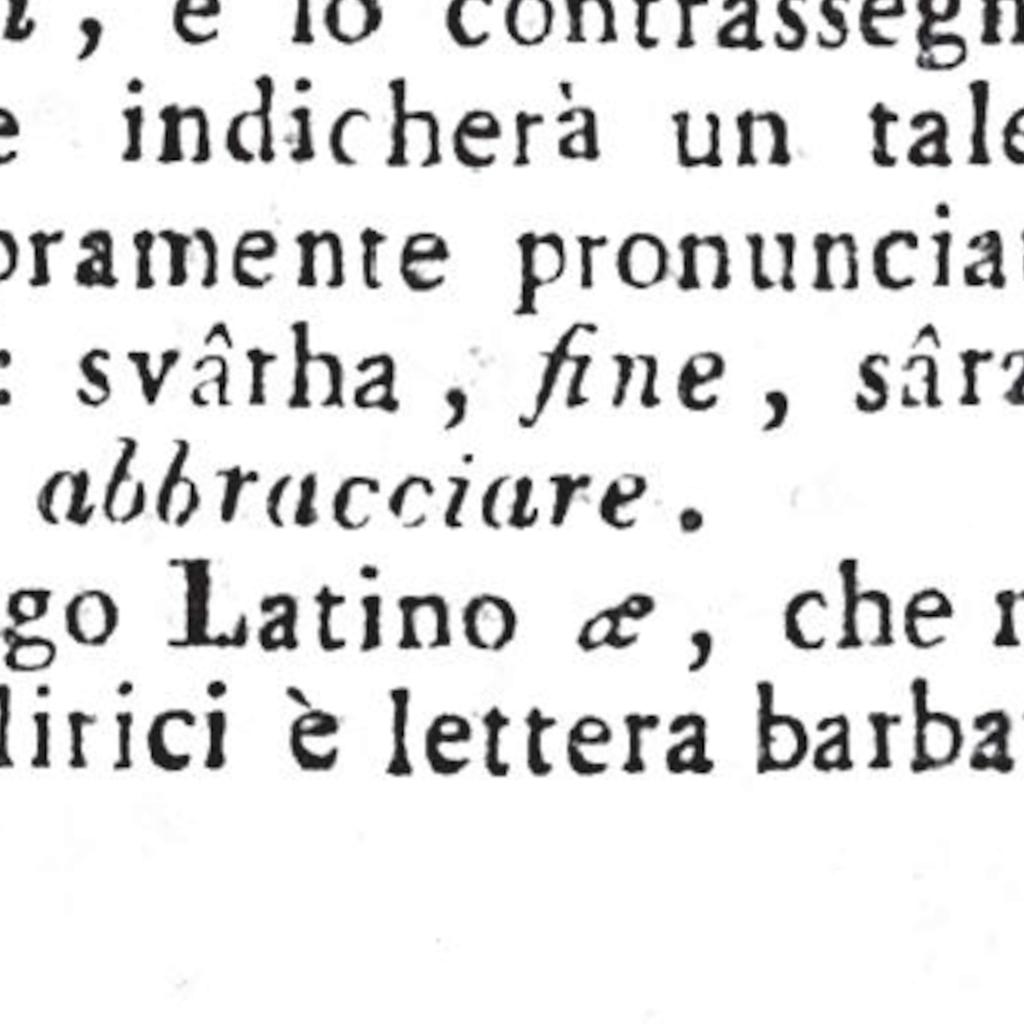 , e lo contrassegn
e indicherà un tale
oramente pronuncia
: svârha, fine, sâr
abbracciare.
go Latino æ, che
lirici è lettera barba